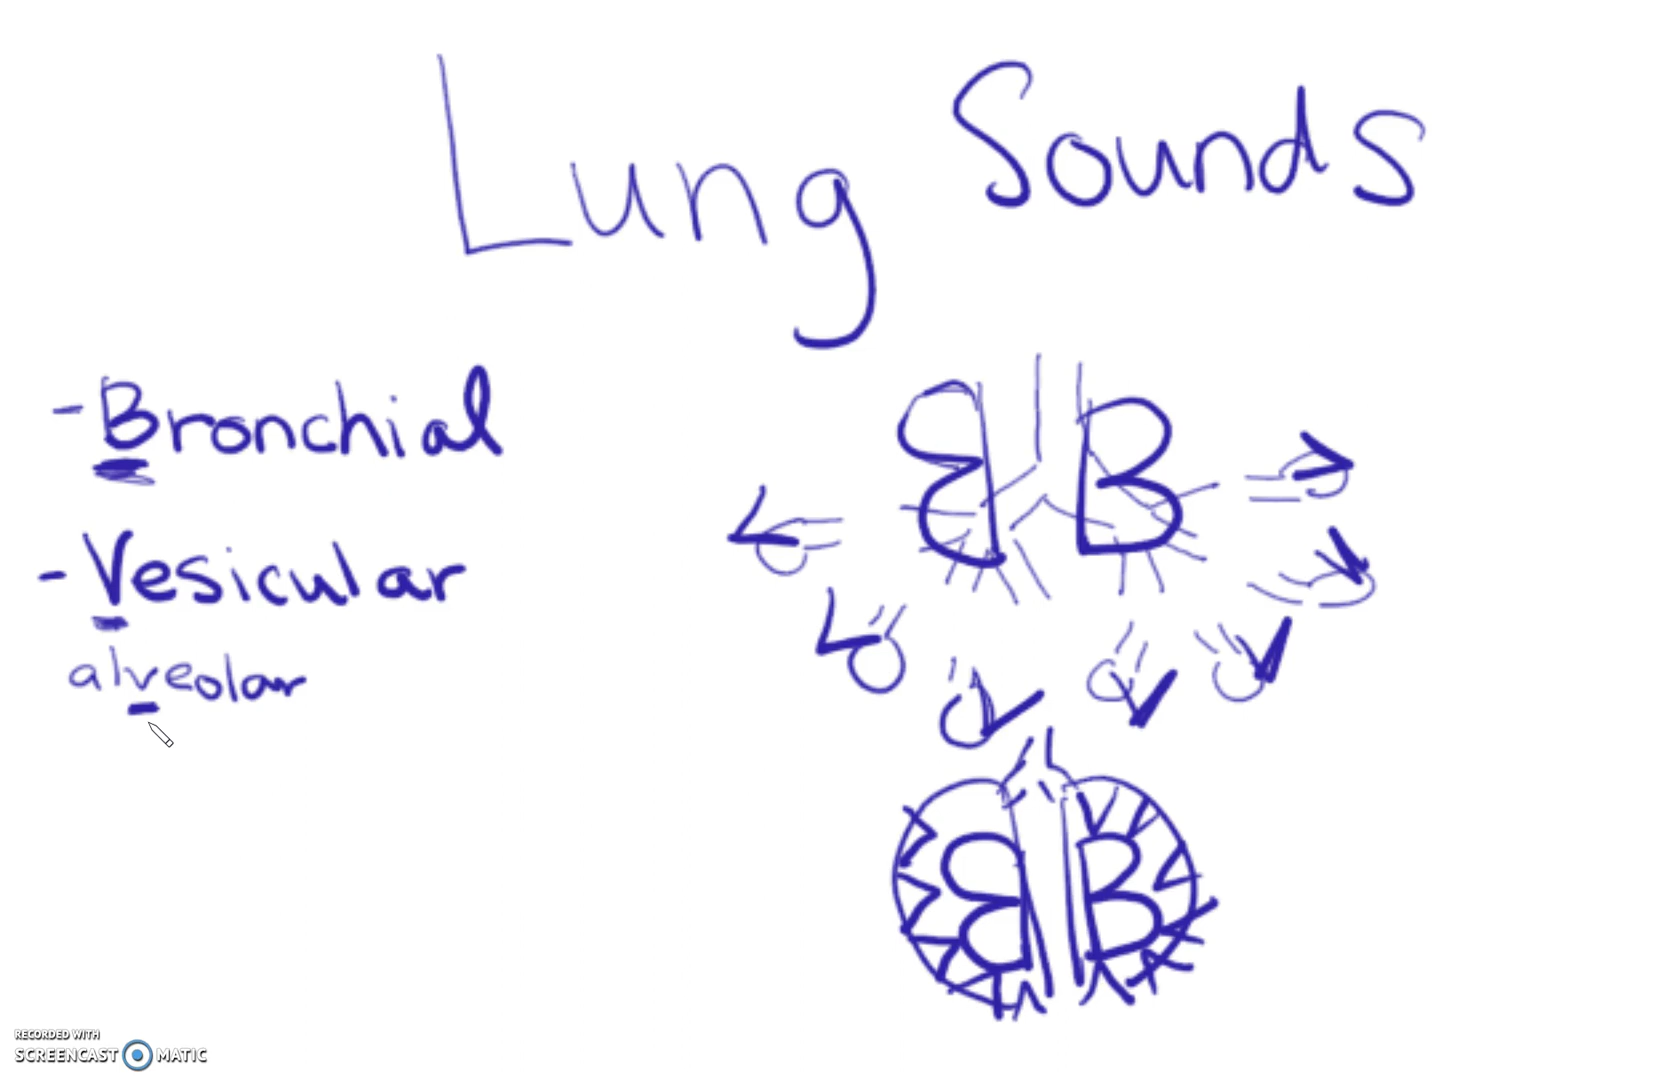 Lung Sounds
- Bronchial
- Vesicular
alveolar
B B
B B
RECORDED WITH
SCREENCAST MATIC